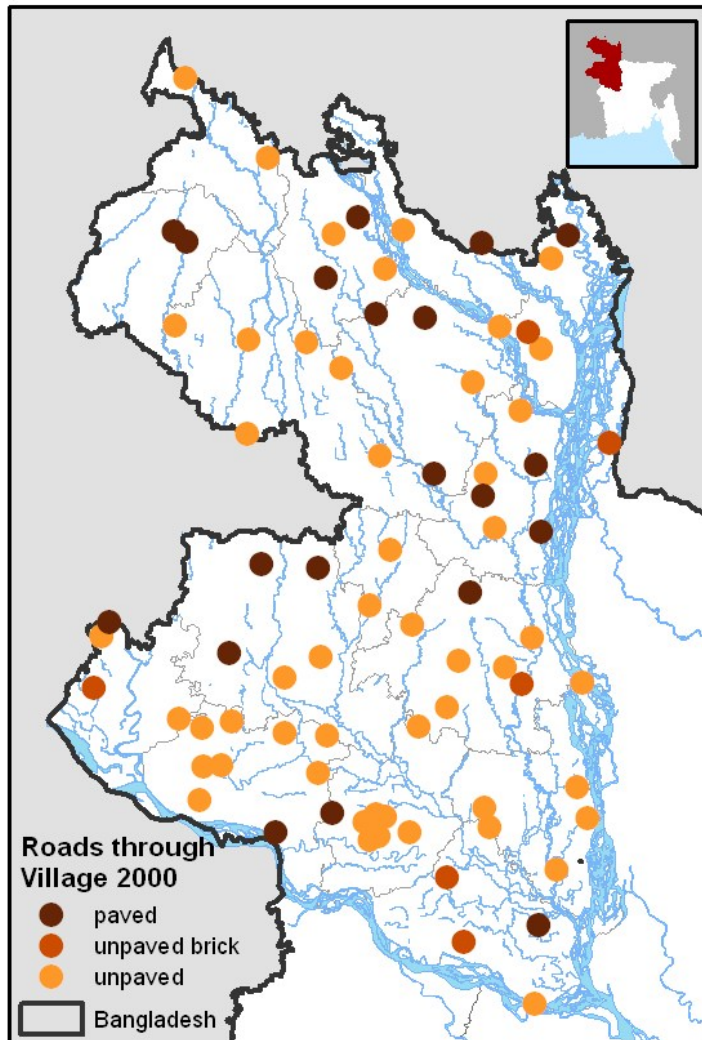 Roads through
Village 2000
paved
unpaved brick
unpaved
Bangladesh